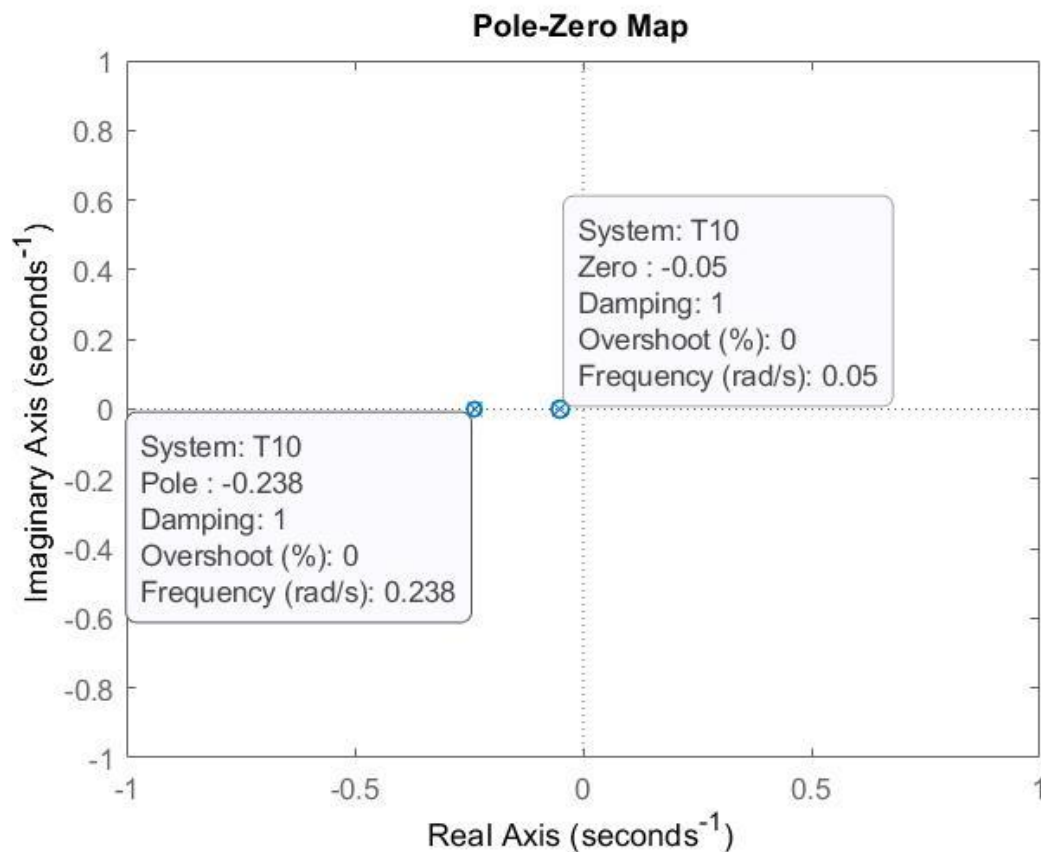 Pole-Zero Map
1
0.8
0.6
0.4
0.2
0
-0.2
-0.4
-0.6
-0.8
-1
Imaginary Axis (seconds-1)
System: T10
Zero : -0.05
Damping: 1
Overshoot (%): 0
Frequency (rad/s): 0.05
System: T10
Pole : -0.238
Damping: 1
Overshoot (%): 0
Frequency (rad/s): 0.238
-1
-0.5
0
0.5
1
Real Axis (seconds-1)